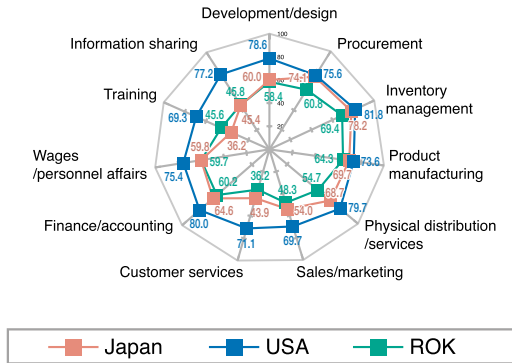 Development/design
100
78.6
Information sharing
Procurement
77.2
60.0
74.1
75.6
58.4
60.8
Inventory
management
Training
45.8
40
69.3
45.6
45.4
20
69.4
81.8
78.2
36.2
Wages
/personnel affairs
59.8
59.7
64.3
73.6
69.7
Product
manufacturing
75.4
60.2
36.2
54.7
48.3
68.7
79.7
Physical distribution
/services
Finance/accounting
80.0
64.6
43.9
54.0
71.1
69.7
Customer services
Sales/marketing
Japan
USA
ROK